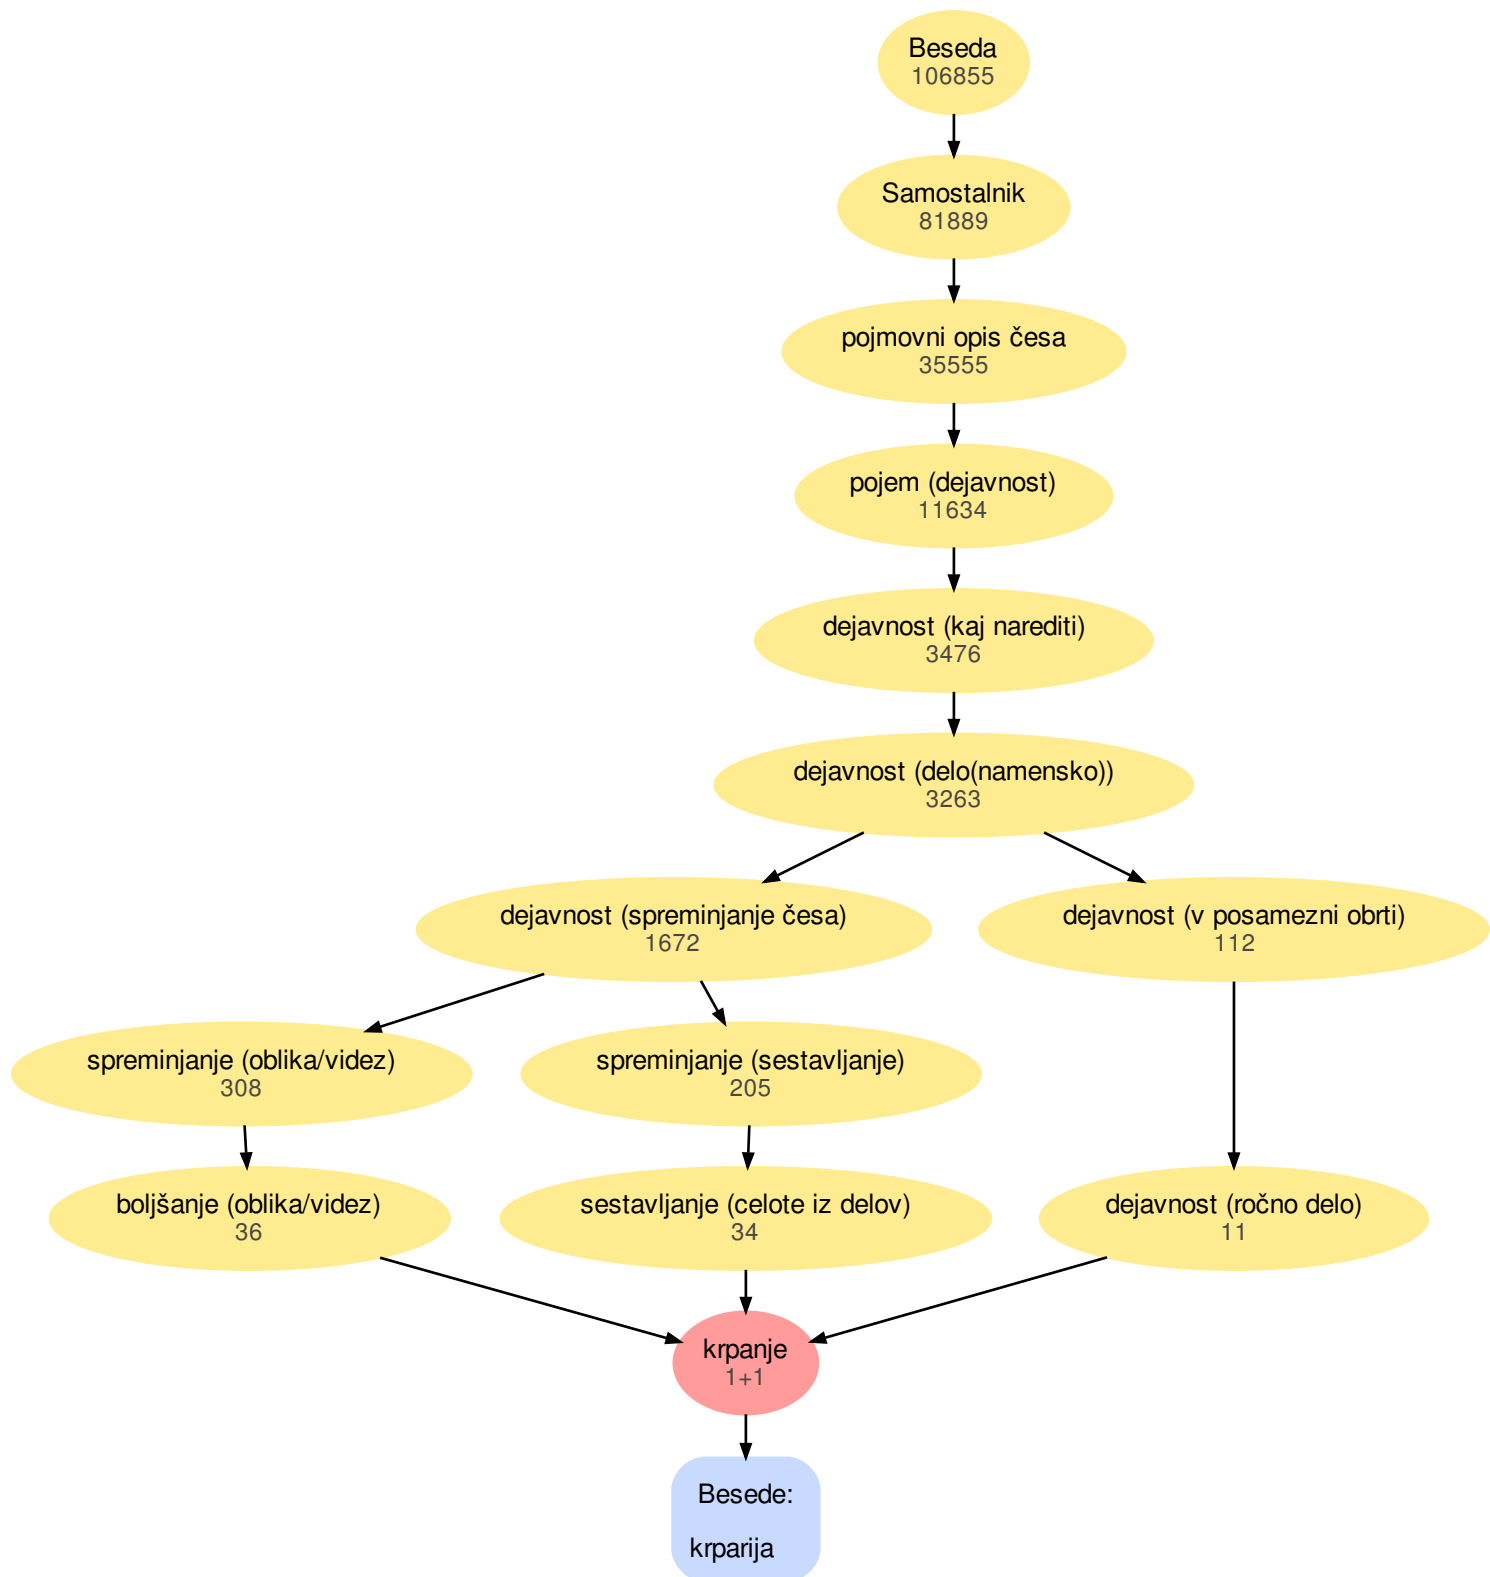 Beseda
106855
Samostalnik
81889
pojmovni opis česa
35555
pojem (dejavnost)
11634
dejavnost (kaj narediti)
3476
dejavnost (delo(namensko))
3263
dejavnost (spreminjanje česa)
1672
dejavnost (v posamezni obrti)
112
spreminjanje (oblika/videz)
308
spreminjanje (sestavljanje)
205
boljšanje (oblika/videz)
36
sestavljanje (celote iz delov)
34
dejavnost (ročno delo)
11
krpanje
1+1
Besede:
krparija